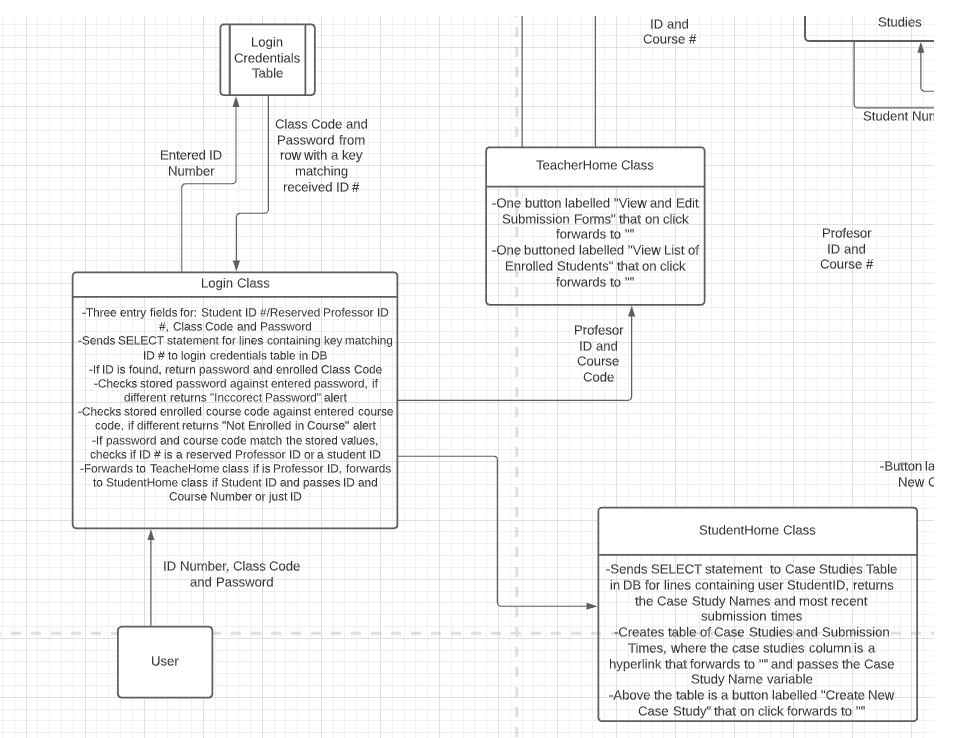 Login
Credentials
Table
Entered ID
Number
Class Code and
Password from
row with a key
matching
received ID #
ID and
Course #
Studies
Student Num
TeacherHome Class
-One button labelled "View and Edit
Submission Forms" that on click
forwards to ""
-One buttoned labelled "View List of
Enrolled Students" that on click
forwards to ""
Profesor
ID and
Course #
Login Class
-Three entry fields for: Student ID #/Reserved Professor ID
#, Class Code and Password
-Sends SELECT statement for lines containing key matching
ID # to login credentials table in DB
-If ID is found, return password and enrolled Class Code
-Checks stored password against entered password, if
different returns "Inccorect Password" alert
-Checks stored enrolled course code against entered course
code, if different returns "Not Enrolled in Course" alert
-If password and course code match the stored values,
checks if ID # is a reserved Professor ID or a student ID
-Forwards to TeacheHome class if is Professor ID, forwards
to StudentHome class if Student ID and passes ID and
Course Number or just ID
Profesor
ID and
Course
Code
-Button la
New C
ID Number, Class Code
and Password
User
StudentHome Class
-Sends SELECT statement to Case Studies Table
in DB for lines containing user StudentID, returns
the Case Study Names and most recent
submission times
-Creates table of Case Studies and Submission
Times, where the case studies column is a
hyperlink that forwards to "" and passes the Case
Study Name variable
-Above the table is a button labelled "Create New
Case Study" that on click forwards to ""